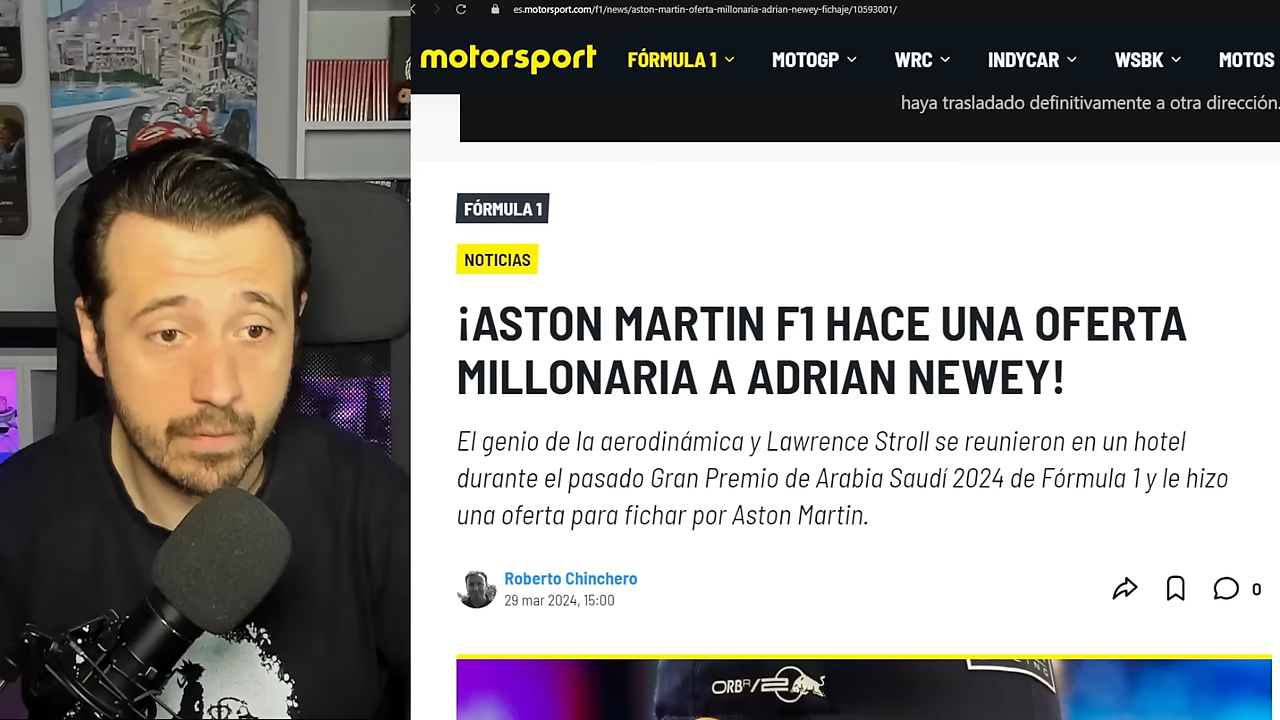 es.motorsport.com/f1/news/aston-martin-oferta-millonaria-adrian-newey-fichaje/10593001/
motorsport
FÓRMULA 1
MOTOGP
WRC
INDYCAR
WSBK
MOTOS
haya trasladado definitivamente a otra dirección.
FÓRMULA 1
NOTICIAS
¡ASTON MARTIN F1 HACE UNA OFERTA
MILLONARIA A ADRIAN NEWEY!
El genio de la aerodinámica y Lawrence Stroll se reunieron en un hotel
durante el pasado Gran Premio de Arabia Saudí 2024 de Fórmula 1 y le hizo
una oferta para fichar por Aston Martin.
Roberto Chinchero
29 mar 2024, 15:00
0